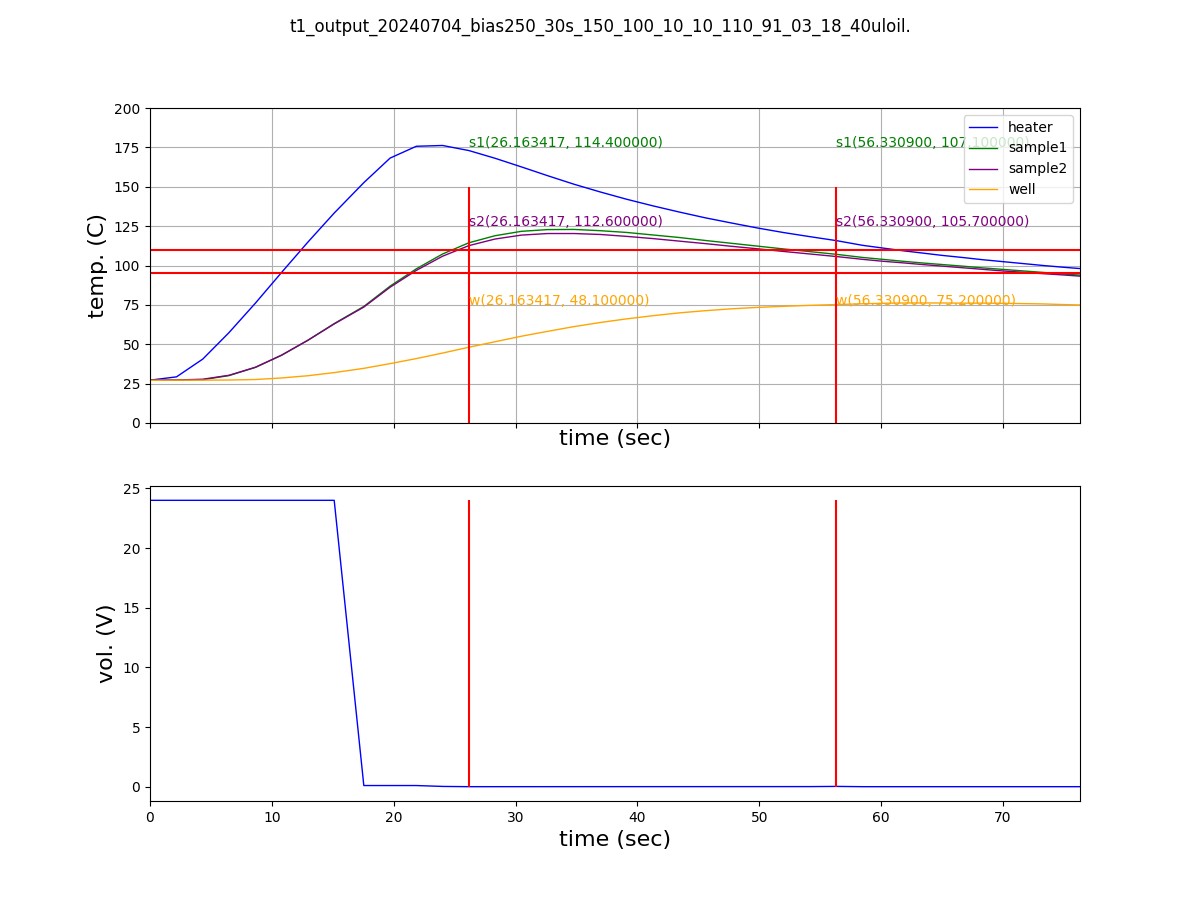 t1_output_20240704_bias250_30s_150_100_10_10_110_91_03_18_40uloil.
200
175
150
125
100
75
50
25
0
temp. (C)
s1(26.163417, 114.400000)
s1(56.330900, 107.100000)
s2(26.163417, 112.600000)
s2(56.330900, 105.700000)
w(26.163417, 48.100000)
w(56.330900, 75.200000)
heater
sample1
sample2
well
time (sec)
25
20
15
10
5
0
vol. (V)
0 10 20 30 40 50 60 70
time (sec)